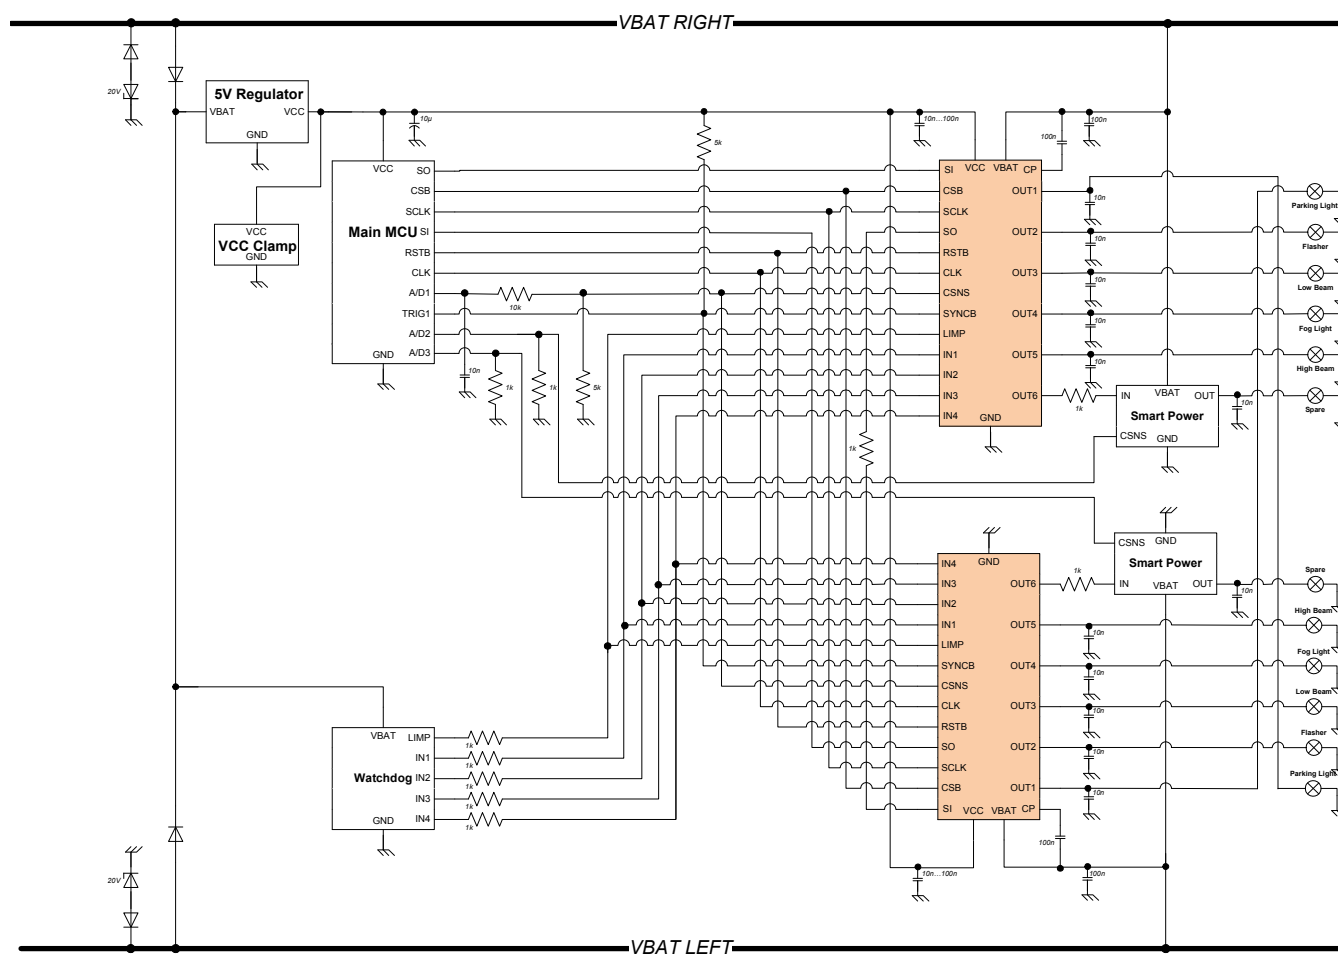 VBAT RIGHT
20V
5V Regulator
VBAT VCC
GND
10µ
5k
10n...100n
100n
100n
VCC
SO
CSB
SCLK
Main MCU SI
RSTB
CLK
A/D1
TRIG1
A/D2
A/D3
GND
VCC
VCC Clamp
GND
10k
10n
1k
1k
5k
SI VCC VBAT CP
CSB OUT1
SCLK
SO OUT2
RSTB
CLK OUT3
CSNS
SYNCB OUT4
LIMP
IN1 OUT5
IN2
IN3 OUT6
IN4 GND
10n
10n
10n
10n
10n
1k
1k
IN VBAT OUT
Smart Power
CSNS GND
10n
Parking Light
Flasher
Low Beam
Fog Light
High Beam
Spare
CSNS GND
Smart Power
IN VBAT OUT
1k
10n
IN4 GND
IN3 OUT6
IN2
IN1 OUT5
LIMP
SYNCB OUT4
CSNS
CLK OUT3
RSTB
SO OUT2
SCLK
CSB OUT1
SI VCC VBAT CP
10n
10n
10n
10n
10n
Spare
High Beam
Fog Light
Low Beam
Flasher
Parking Light
VBAT LIMP
IN1
Watchdog IN2
IN3
GND IN4
1k
1k
1k
1k
1k
100n
10n...100n
100n
20V
VBAT LEFT